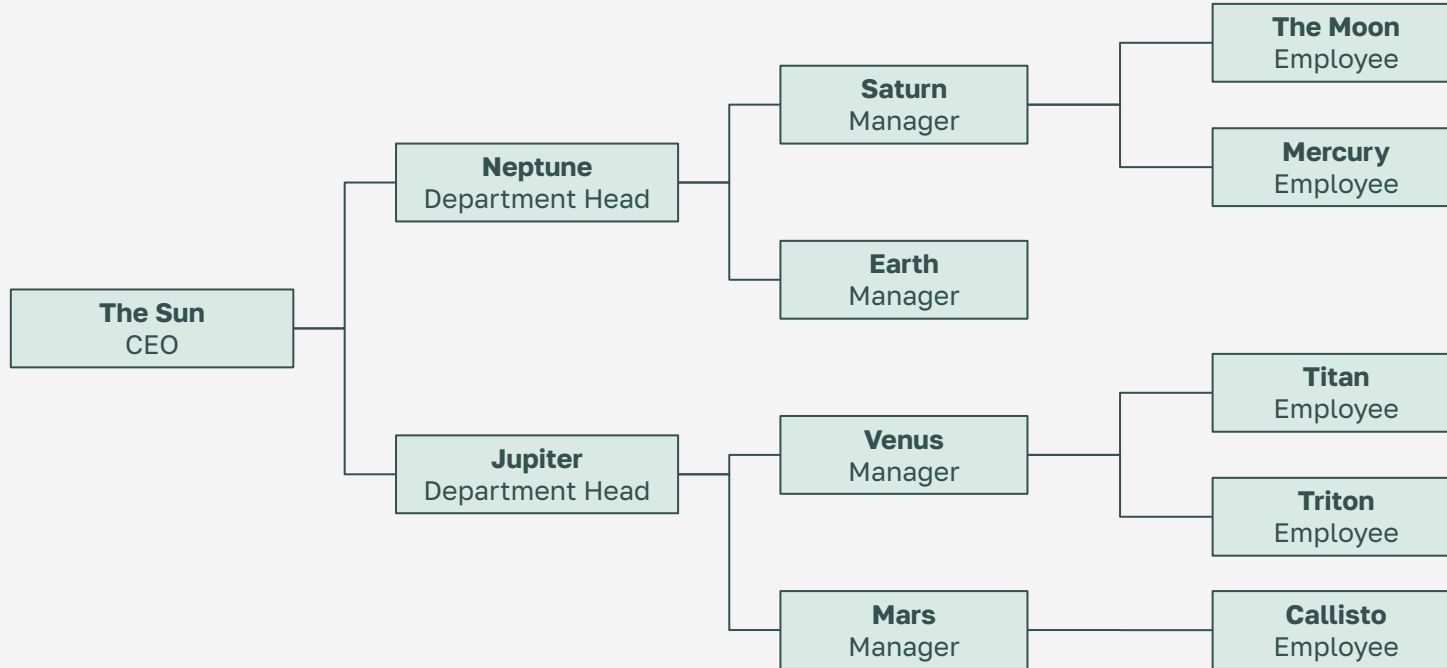 The Moon
Employee
Saturn
Manager
Mercury
Employee
Neptune
Department Head
Earth
Manager
The Sun
CEO
Titan
Employee
Venus
Manager
Jupiter
Department Head
Triton
Employee
Mars
Manager
Callisto
Employee